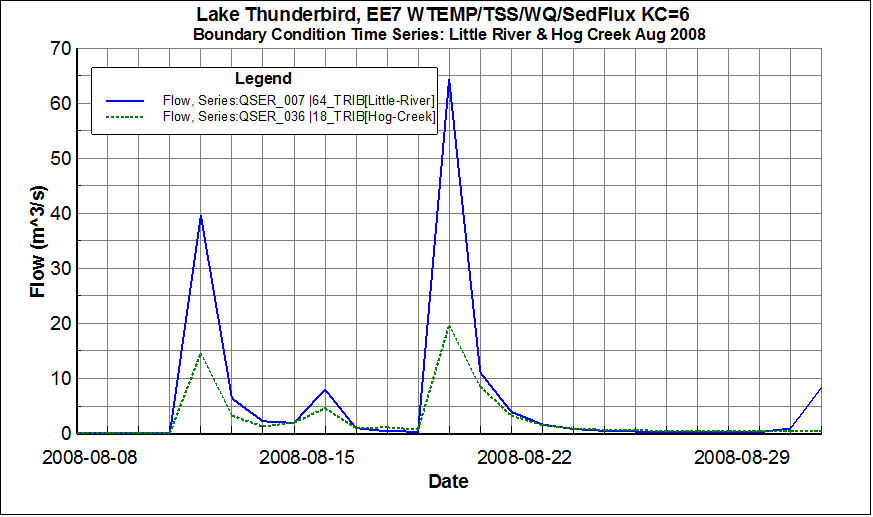 Lake Thunderbird, EE7 WTEMP/TSS/WQ/SedFlux KC=6
Boundary Condition Time Series: Little River & Hog Creek Aug 2008
70
60
50
40
30
20
10
0
Flow (m^3/s)
Legend
Flow, Series:QSER_007 |64_TRIB[Little-River]
Flow, Series:QSER_036 |18_TRIB[Hog-Creek]
2008-08-08
2008-08-15
2008-08-22
2008-08-29
Date